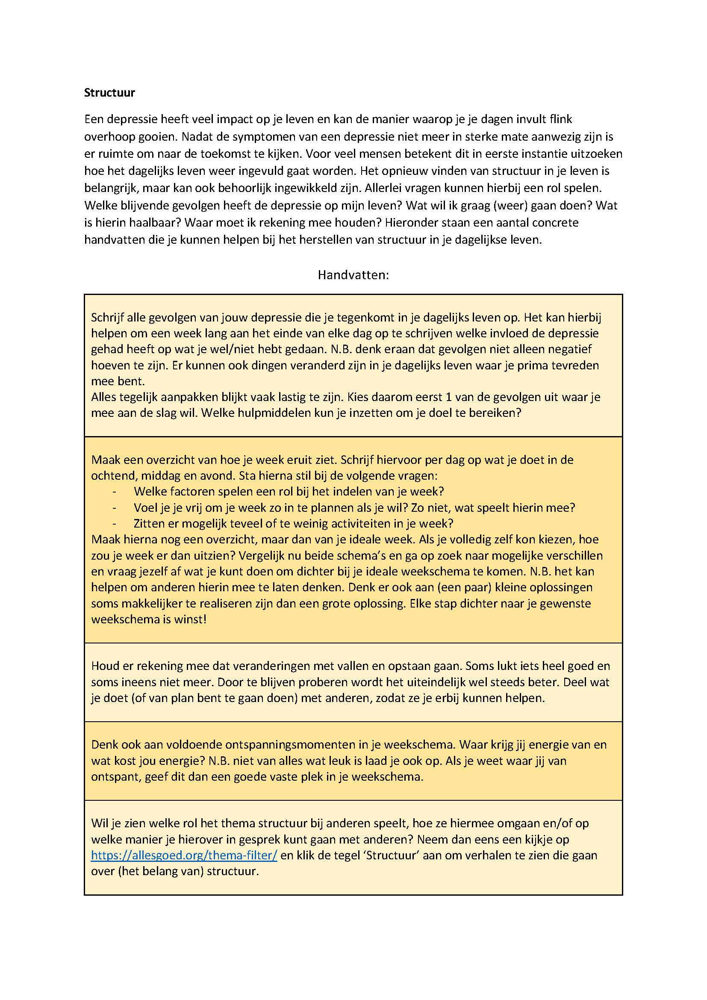 Structuur
Een depressie heeft veel impact op je leven en kan de manier waarop je je dagen invult flink
overhoop gooien. Nadat de symptomen van een depressie niet meer in sterke mate aanwezig zijn is
er ruimte om naar de toekomst te kijken. Voor veel mensen betekent dit in eerste instantie uitzoeken
hoe het dagelijks leven weer ingevuld gaat worden. Het opnieuw vinden van structuur in je leven is
belangrijk, maar kan ook behoorlijk ingewikkeld zijn. Allerlei vragen kunnen hierbij een rol spelen.
Welke blijvende gevolgen heeft de depressie op mijn leven? Wat wil ik graag (weer) gaan doen? Wat
is hierin haalbaar? Waar moet ik rekening mee houden? Hieronder staan een aantal concrete
handvatten die je kunnen helpen bij het herstellen van structuur in je dagelijkse leven.
Handvatten:
Schrijf alle gevolgen van jouw depressie die je tegenkomt in je dagelijks leven op. Het kan hierbij
helpen om een week lang aan het einde van elke dag op te schrijven welke invloed de depressie
gehad heeft op wat je wel/niet hebt gedaan. N.B. denk eraan dat gevolgen niet alleen negatief
hoeven te zijn. Er kunnen ook dingen veranderd zijn in je dagelijks leven waar je prima tevreden
mee bent.
Alles tegelijk aanpakken blijkt vaak lastig te zijn. Kies daarom eerst 1 van de gevolgen uit waar je
mee aan de slag wil. Welke hulpmiddelen kun je inzetten om je doel te bereiken?
Maak een overzicht van hoe je week eruit ziet. Schrijf hiervoor per dag op wat je doet in de
ochtend, middag en avond. Sta hierna stil bij de volgende vragen:
- Welke factoren spelen een rol bij het indelen van je week?
- Voel je je vrij om je week zo in te plannen als je wil? Zo niet, wat speelt hierin mee?
- Zitten er mogelijk teveel of te weinig activiteiten in je week?
Maak hierna nog een overzicht, maar dan van je ideale week. Als je volledig zelf kon kiezen, hoe
zou je week er dan uitzien? Vergelijk nu beide schema’s en ga op zoek naar mogelijke verschillen
en vraag jezelf af wat je kunt doen om dichter bij je ideale weekschema te komen. N.B. het kan
helpen om anderen hierin mee te laten denken. Denk er ook aan (een paar) kleine oplossingen
soms makkelijker te realiseren zijn dan een grote oplossing. Elke stap dichter naar je gewenste
weekschema is winst!
Houd er rekening mee dat veranderingen met vallen en opstaan gaan. Soms lukt iets heel goed en
soms ineens niet meer. Door te blijven proberen wordt het uiteindelijk wel steeds beter. Deel wat
je doet (of van plan bent te gaan doen) met anderen, zodat ze je erbij kunnen helpen.
Denk ook aan voldoende ontspanningsmomenten in je weekschema. Waar krijg jij energie van en
wat kost jou energie? N.B. niet van alles wat leuk is laad je ook op. Als je weet waar jij van
ontspant, geef dit dan een goede vaste plek in je weekschema.
Wil je zien welke rol het thema structuur bij anderen speelt, hoe ze hiermee omgaan en/of op
welke manier je hierover in gesprek kunt gaan met anderen? Neem dan eens een kijkje op
https://allesgoed.org/thema-filter/ en klik de tegel ‘Structuur’ aan om verhalen te zien die gaan
over (het belang van) structuur.